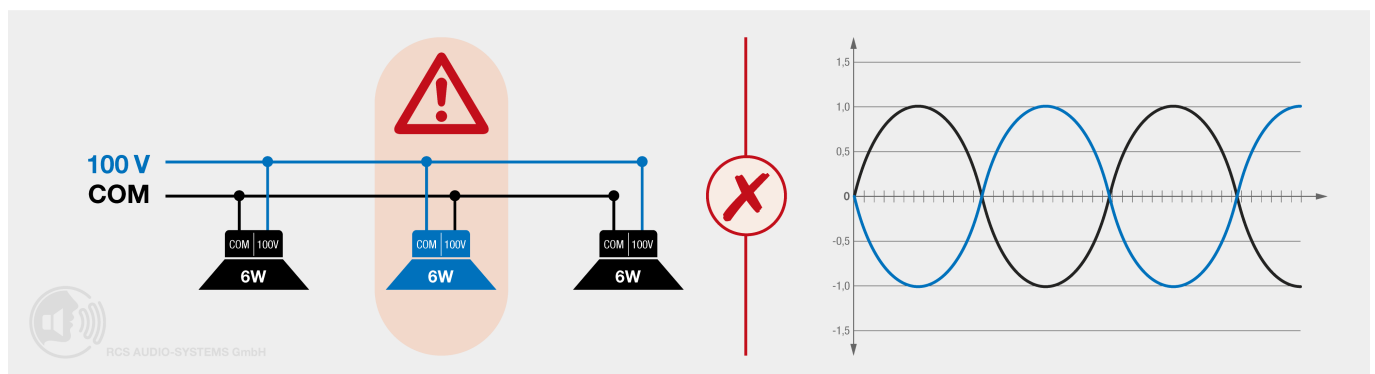 100 V
COM
COM 100V
6W
COM 100V
6W
COM 100V
6W
RCS AUDIO-SYSTEMS GmbH
1,5
1,0
0,5
0
-0,5
-1,0
-1,5